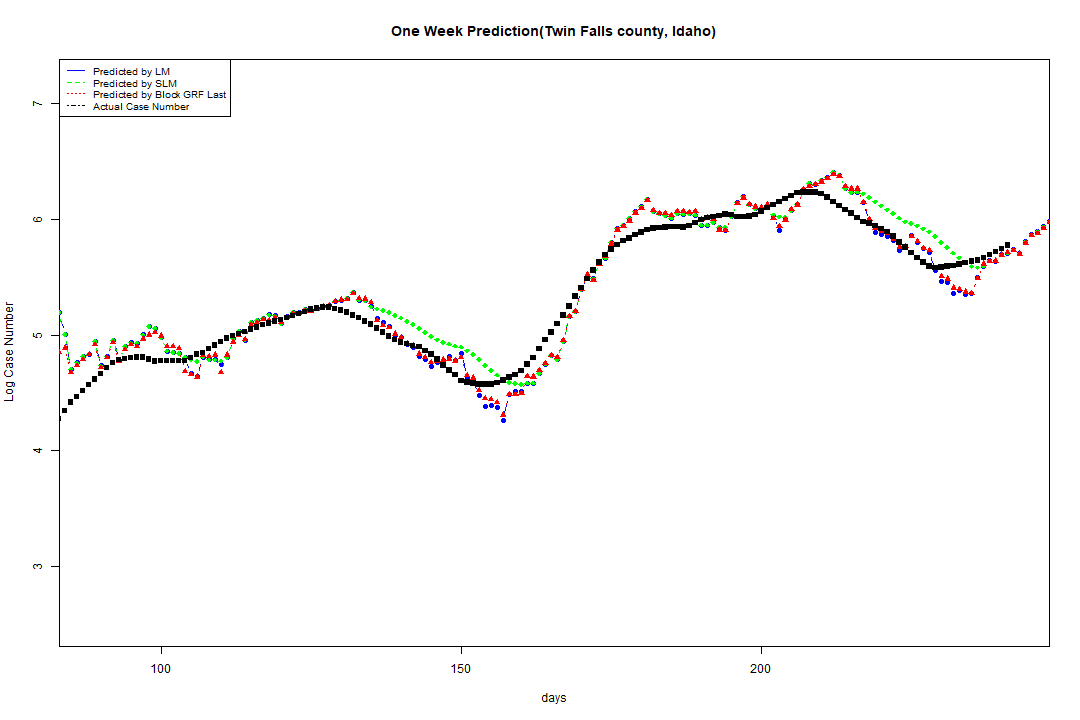 One Week Prediction(Twin Falls county, Idaho)
Predicted by LM
Predicted by SLM
Predicted by Block GRF Last
Actual Case Number
7
6
5
4
3
Log Case Number
100
150
200
days